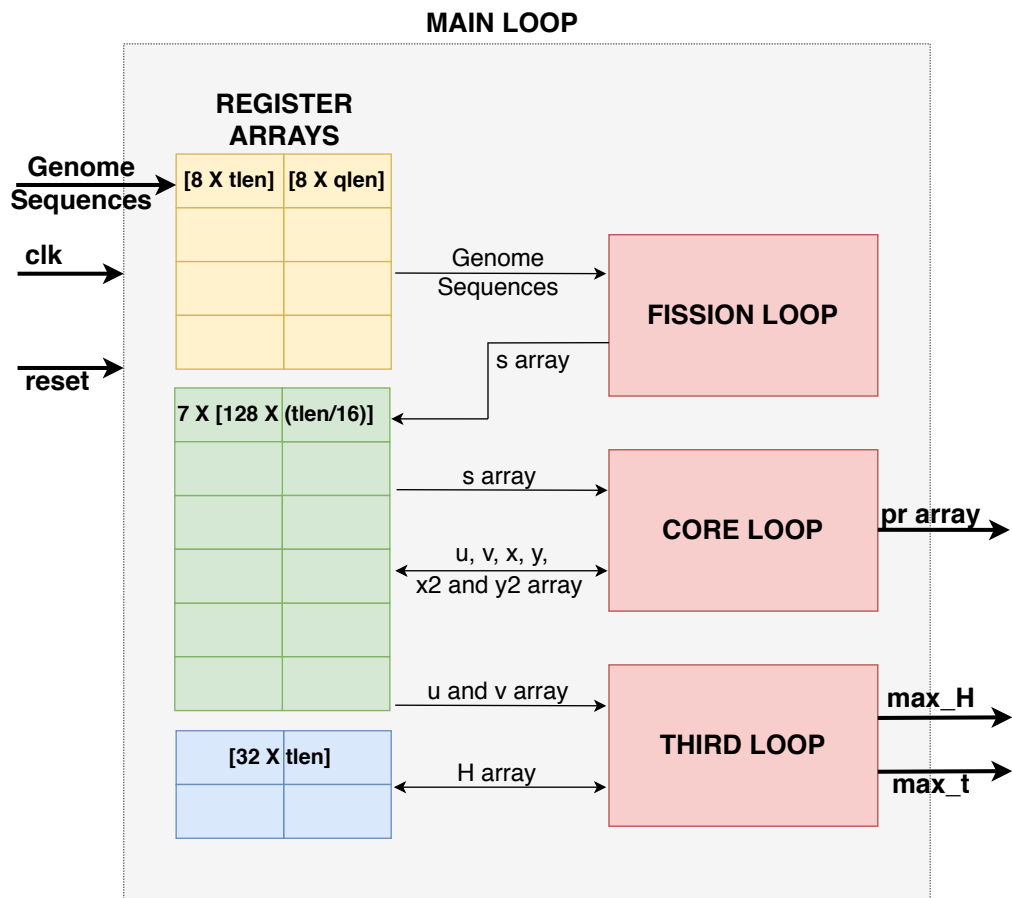 MAIN LOOP
REGISTER
ARRAYS
Genome
Sequences
clk
reset
[8 X tlen]
[8 X qlen]
Genome
Sequences
FISSION LOOP
s array
7 X [128 X (tlen/16)]
s array
CORE LOOP
pr array
u, v, x, y,
x2 and y2 array
u and v array
THIRD LOOP
max_H
max_t
[32 X tlen]
H array